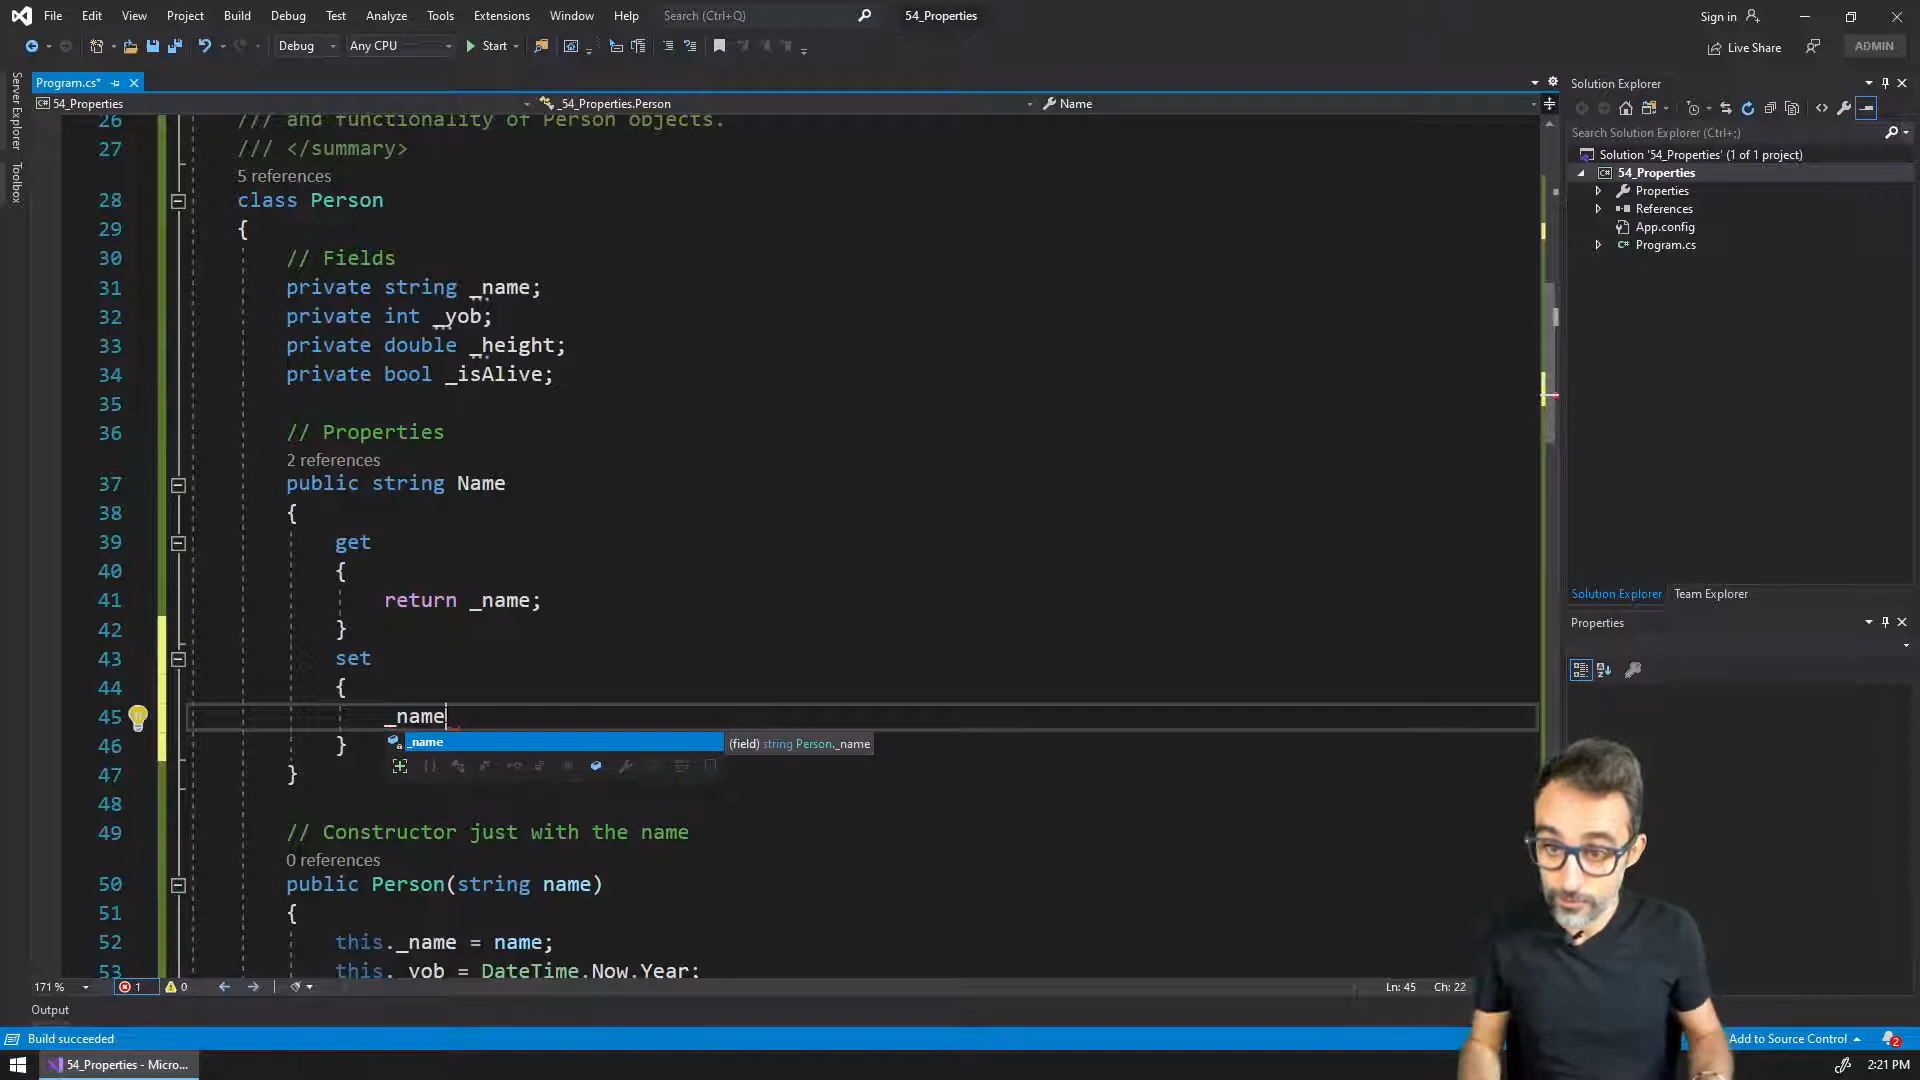 File Edit View Project Build Debug Test Analyze Tools Extensions Window Help Search (Ctrl+Q) 54_Properties Sign in
Debug Any CPU Start Live Share ADMIN
Server Explorer
Toolbox
Program.cs*
54_Properties _54_Properties.Person Name
26 /// and functionality of Person objects.
27 /// </summary>
5 references
28 class Person
29 {
30 // Fields
31 private string _name;
32 private int _yob;
33 private double _height;
34 private bool _isAlive;
35
36 // Properties
2 references
37 public string Name
38 {
39 get
40 {
41 return _name;
42 }
43 set
44 {
45 _name
46 }
_name
(field) string Person._name
47 }
48
49 // Constructor just with the name
0 references
50 public Person(string name)
51 {
52 this._name = name;
53 this._yob = DateTime.Now.Year;
171 % 1 0 Ln: 45 Ch: 22
Output
Build succeeded
Solution Explorer
Search Solution Explorer (Ctrl+;)
Solution '54_Properties' (1 of 1 project)
54_Properties
Properties
References
App.config
Program.cs
Solution Explorer Team Explorer
Properties
Add to Source Control 2
54_Properties - Micro...
2:21 PM